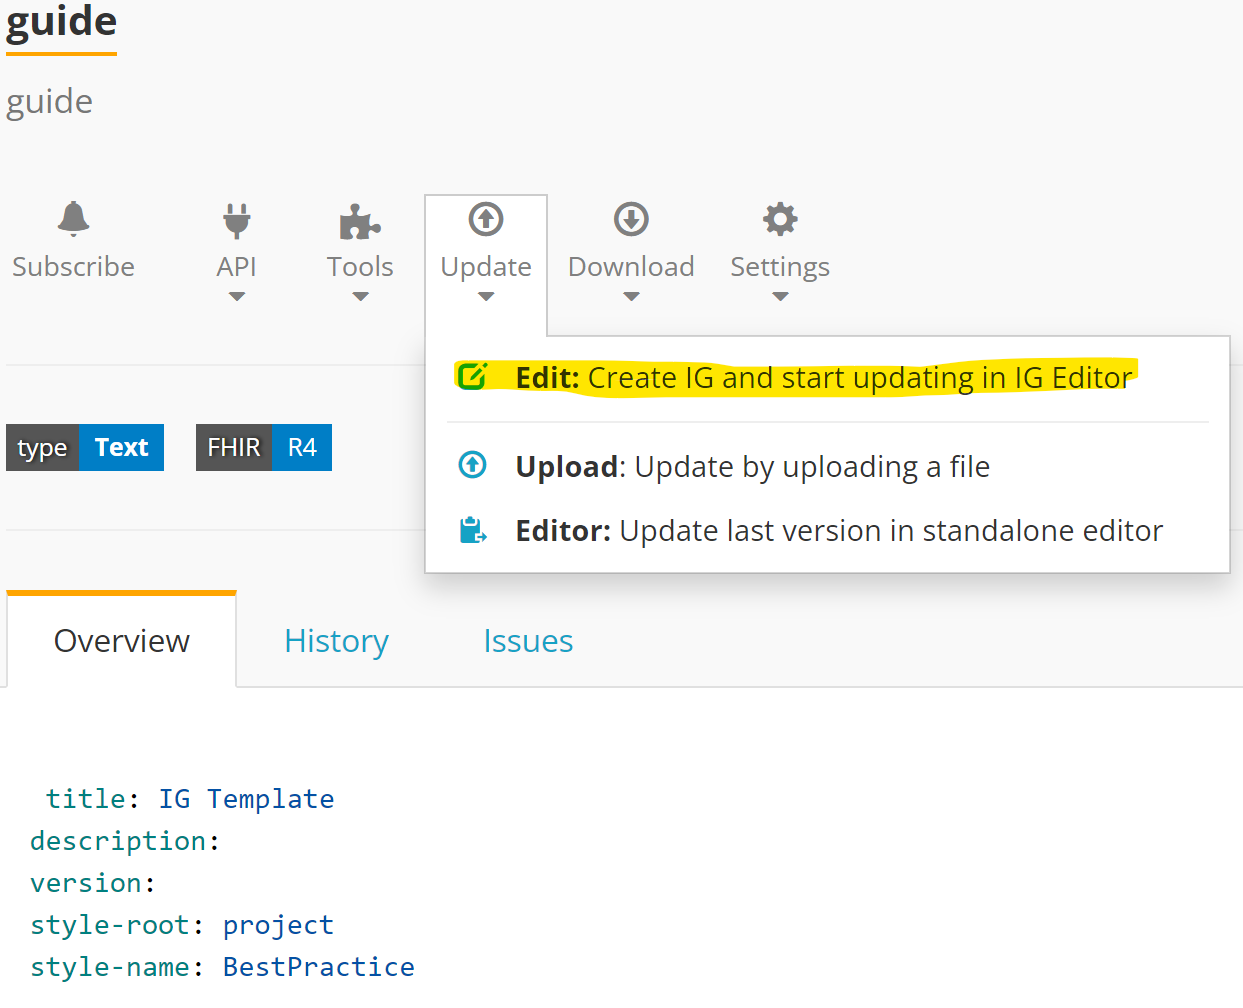 guide
guide
Subscribe API Tools Update Download Settings
Edit: Create IG and start updating in IG Editor
type Text FHIR R4
Upload: Update by uploading a file
Editor: Update last version in standalone editor
Overview History Issues
title: IG Template
description:
version:
style-root: project
style-name: BestPractice